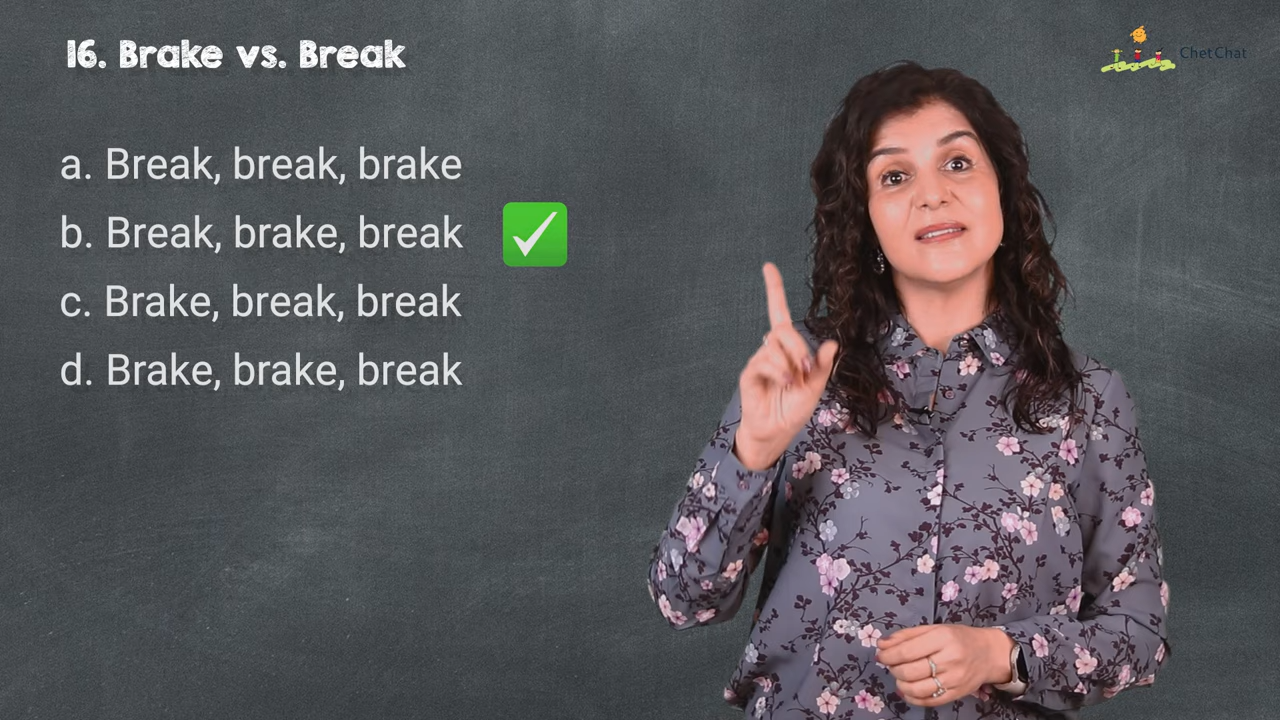 16. Brake vs. Break
ChetChat
a. Break, break, brake
b. Break, brake, break
c. Brake, break, break
d. Brake, brake, break